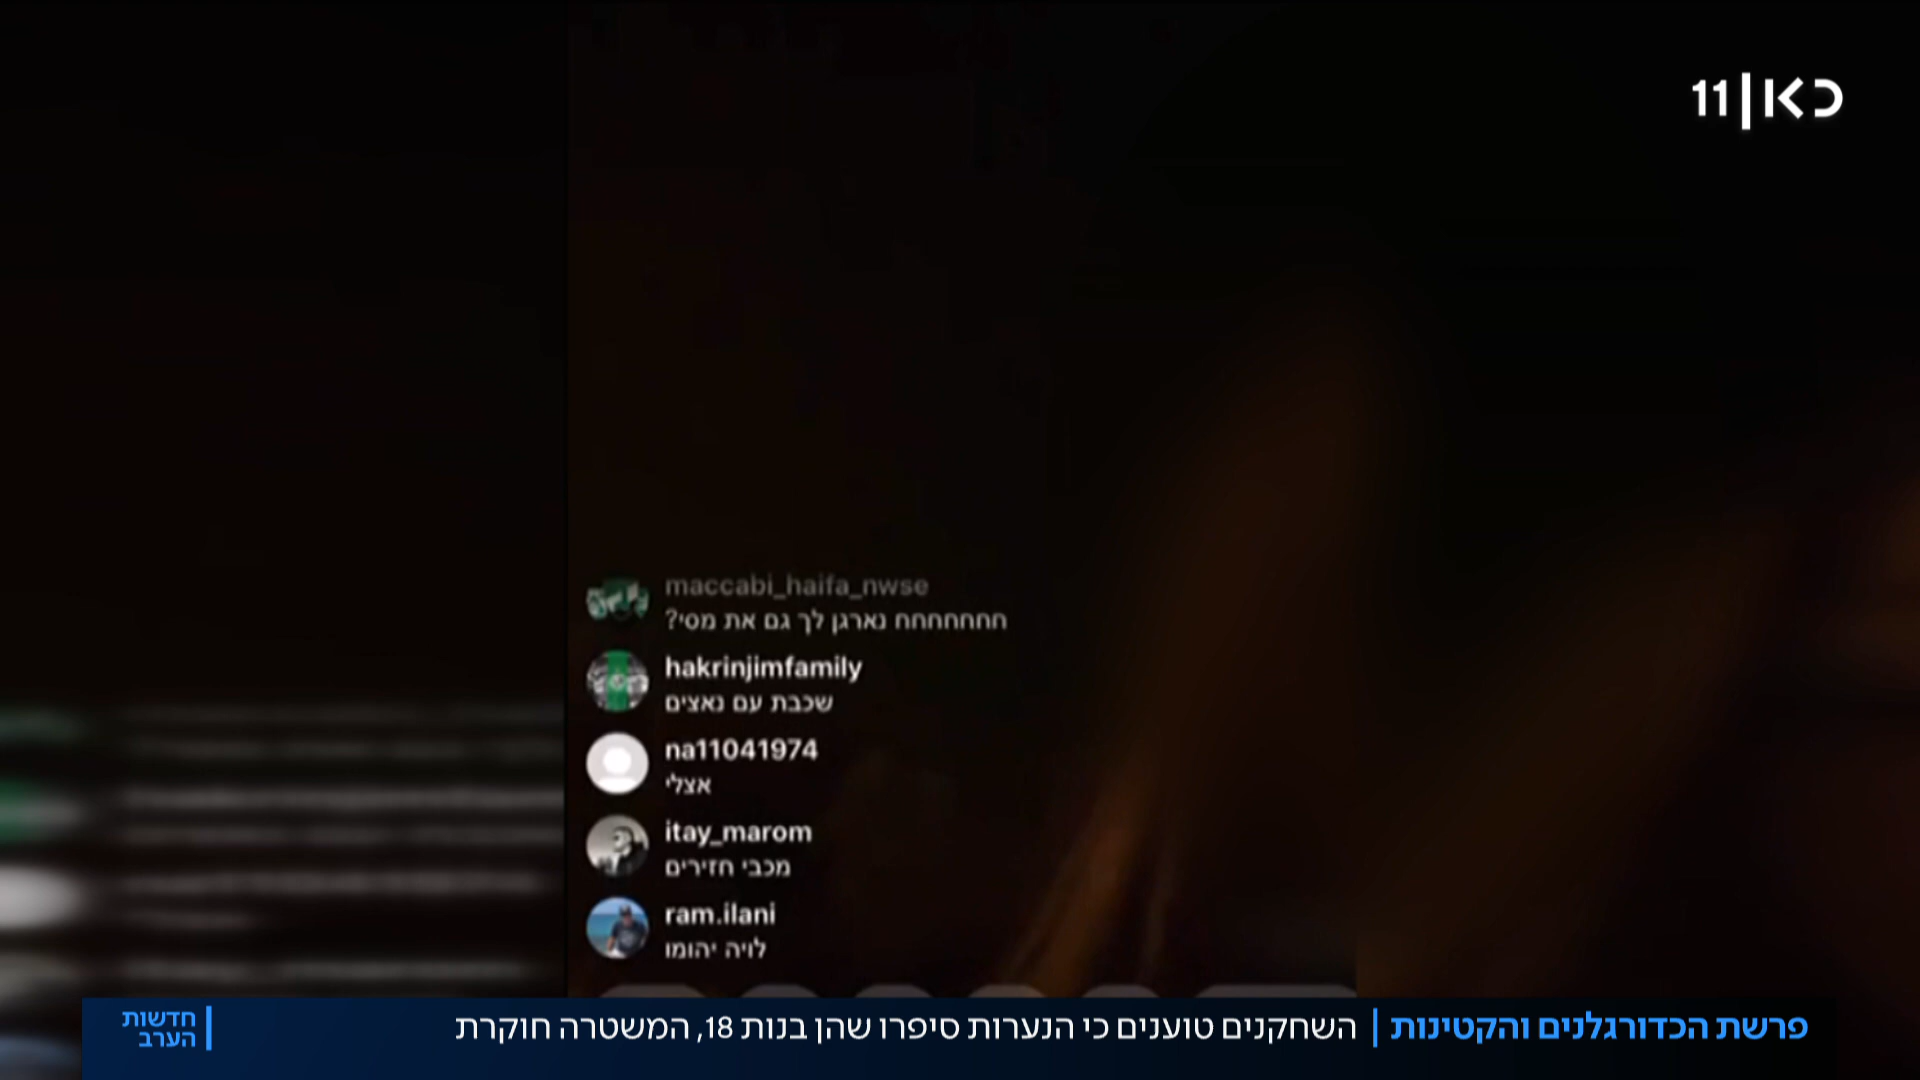 כאן 11
maccabi_haifa_nwse
חחחחחחח נארגן לך גם את מסי?
hakrinjimfamily
שכבת עם נאצים
na11041974
אצלי
itay_marom
מכבי חזירים
ram.ilani
לויה יהומו
פרשת הכדורגלנים והקטינות | השחקנים טוענים כי הנערות סיפרו שהן בנות 18, המשטרה חוקרת
חדשות
הערב